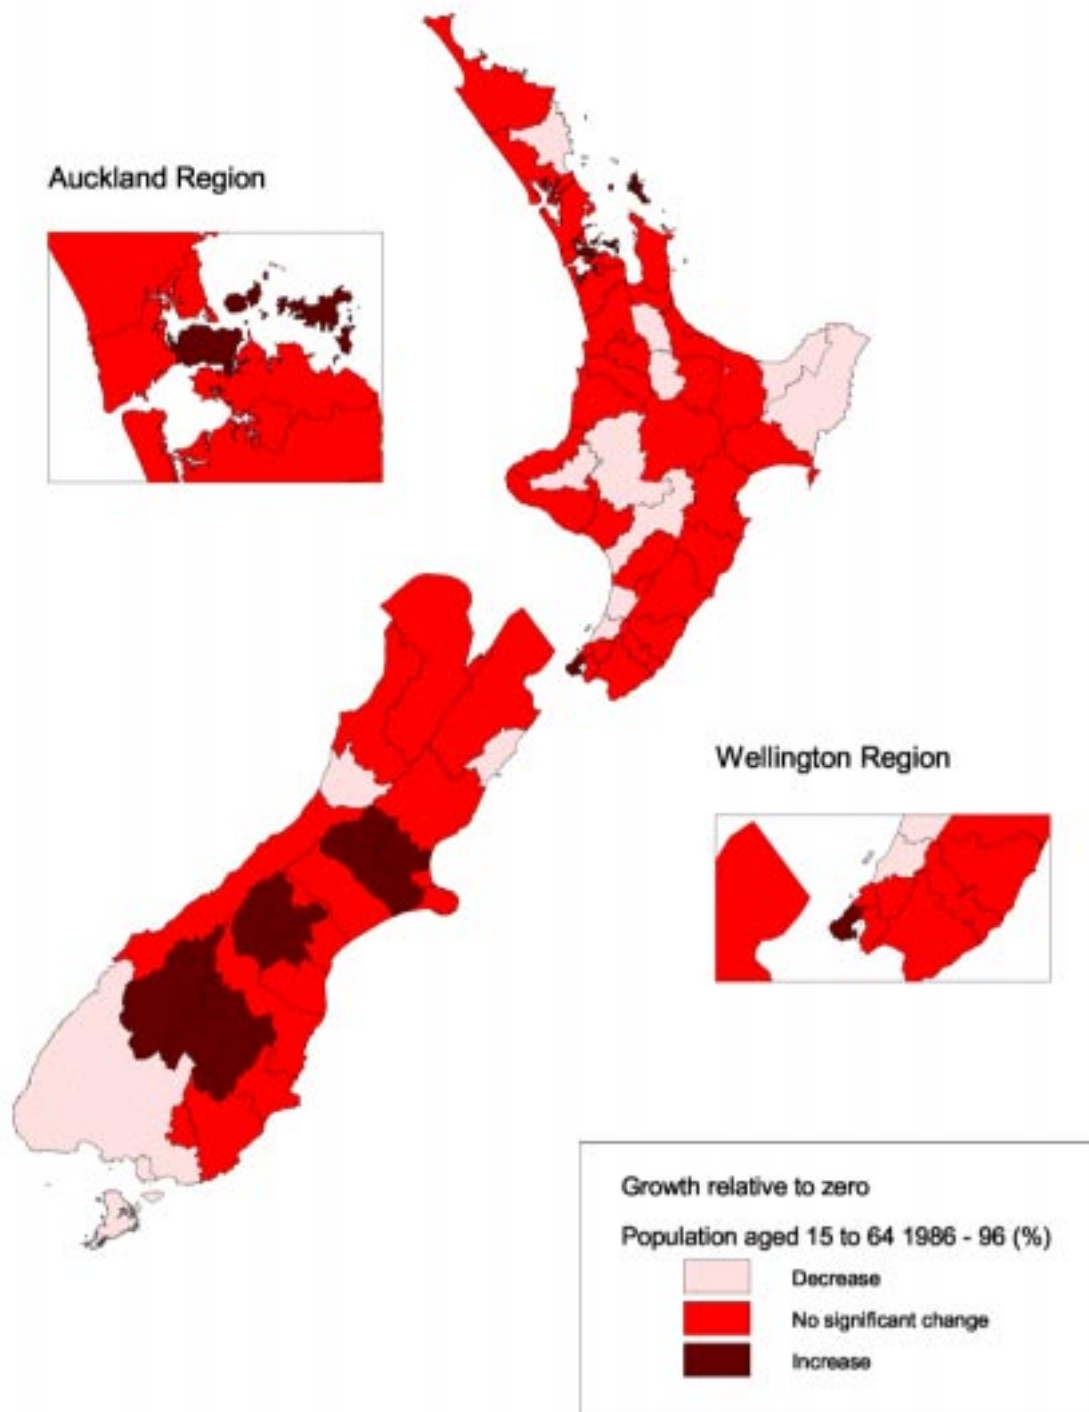 Auckland Region
Wellington Region
Growth relative to zero
Population aged 15 to 64 1986 - 96 (%)
Decrease
No significant change
Increase